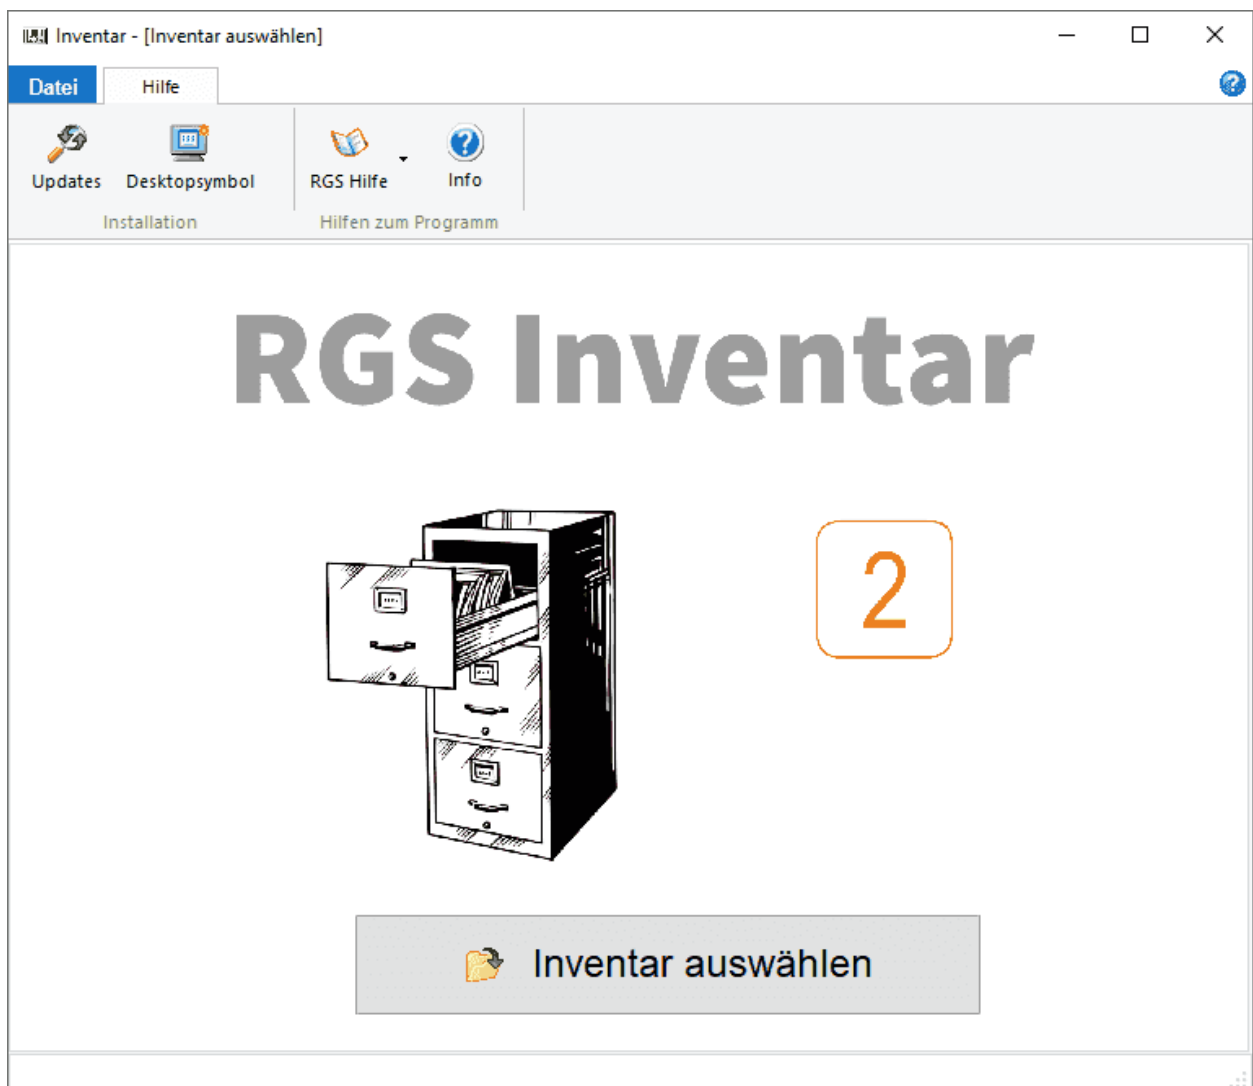 Inventar - [Inventar auswählen]
Datei Hilfe
Updates Desktopsymbol RGS Hilfe Info
Installation Hilfen zum Programm
RGS Inventar
2
Inventar auswählen